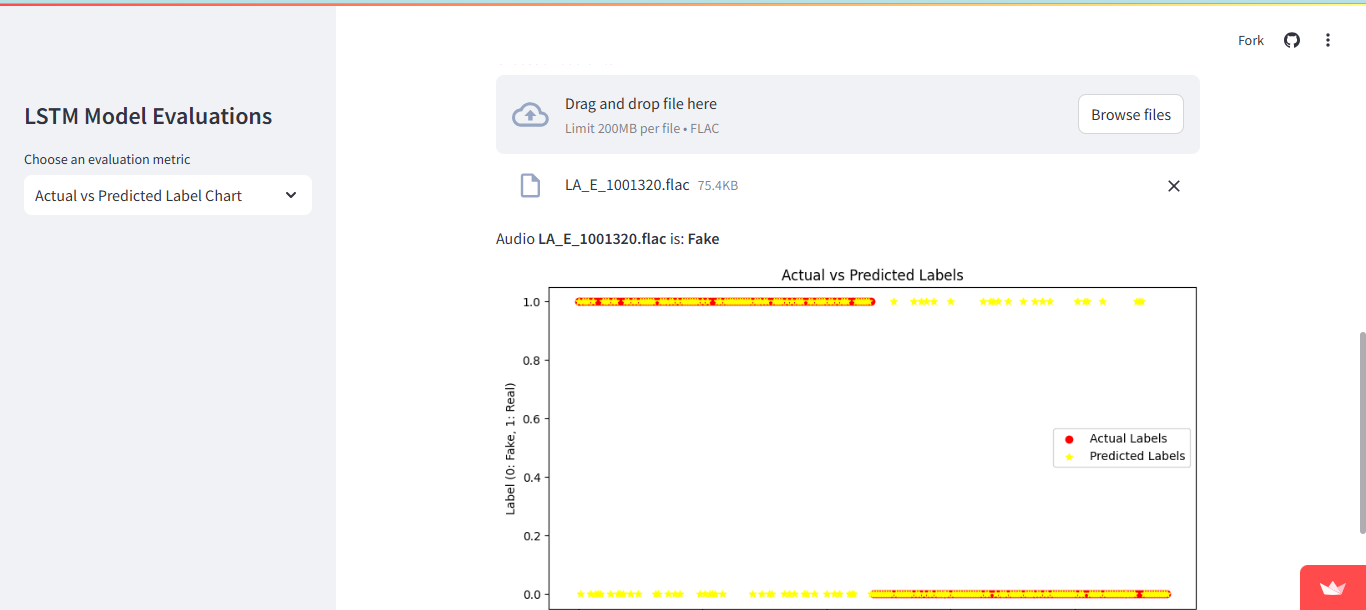 Fork
LSTM Model Evaluations
Choose an evaluation metric
Actual vs Predicted Label Chart
Drag and drop file here
Limit 200MB per file • FLAC
Browse files
LA_E_1001320.flac 75.4KB
Audio LA_E_1001320.flac is: Fake
Actual vs Predicted Labels
Label (0: Fake, 1: Real)
1.0
0.8
0.6
0.4
0.2
0.0
Actual Labels
Predicted Labels